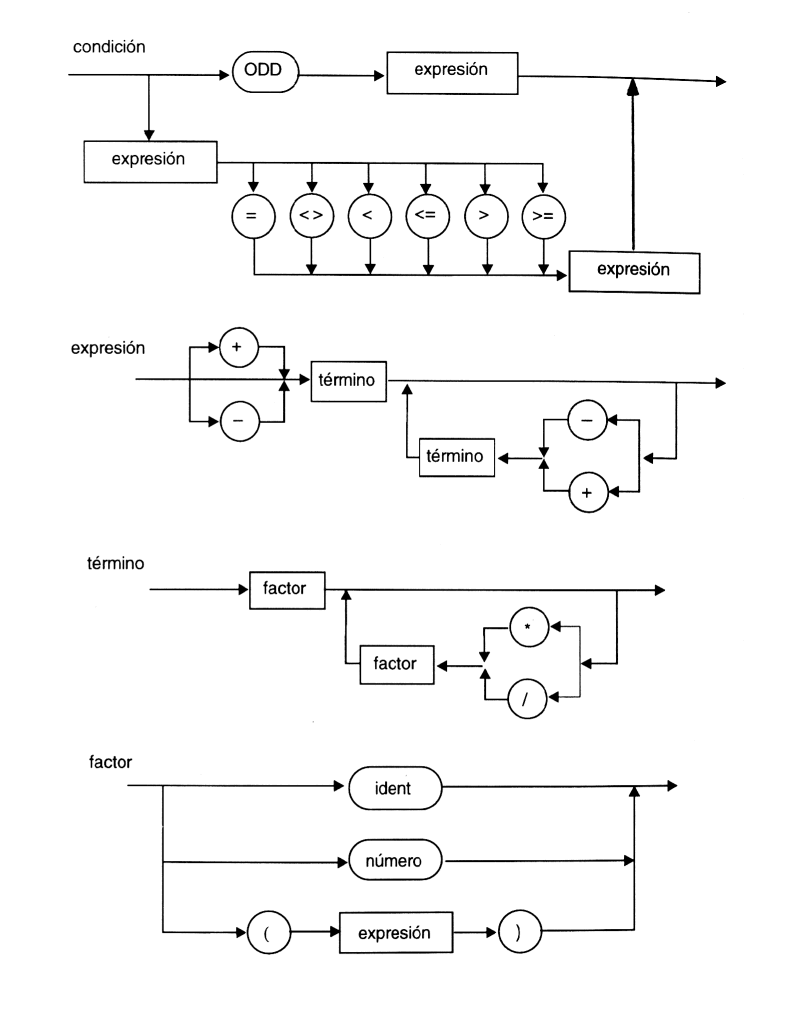 condición
ODD
expresión
expresión
= <> < <= > >=
expresión
expresión
+
término
−
−
término
+
término
factor
*
factor
/
factor
ident
número
( expresión )